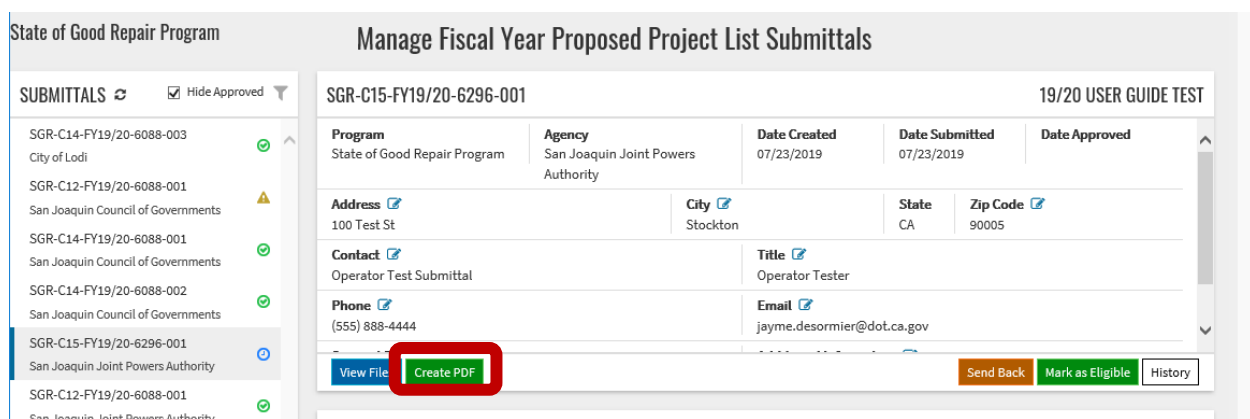 State of Good Repair Program
Manage Fiscal Year Proposed Project List Submittals
SUBMITTALS
Hide Approved
SGR-C14-FY19/20-6088-003
City of Lodi
SGR-C12-FY19/20-6088-001
San Joaquin Council of Governments
SGR-C14-FY19/20-6088-001
San Joaquin Council of Governments
SGR-C14-FY19/20-6088-002
San Joaquin Council of Governments
SGR-C15-FY19/20-6296-001
San Joaquin Joint Powers Authority
SGR-C12-FY19/20-6088-001
San Joaquin Joint Powers Authority
SGR-C15-FY19/20-6296-001
19/20 USER GUIDE TEST
Program
State of Good Repair Program
Agency
San Joaquin Joint Powers
Authority
Date Created
07/23/2019
Date Submitted
07/23/2019
Date Approved
Address
100 Test St
City
Stockton
State
CA
Zip Code
90005
Contact
Operator Test Submittal
Title
Operator Tester
Phone
(555) 888-4444
Email
jayme.desormier@dot.ca.gov
View File
Create PDF
Send Back
Mark as Eligible
History